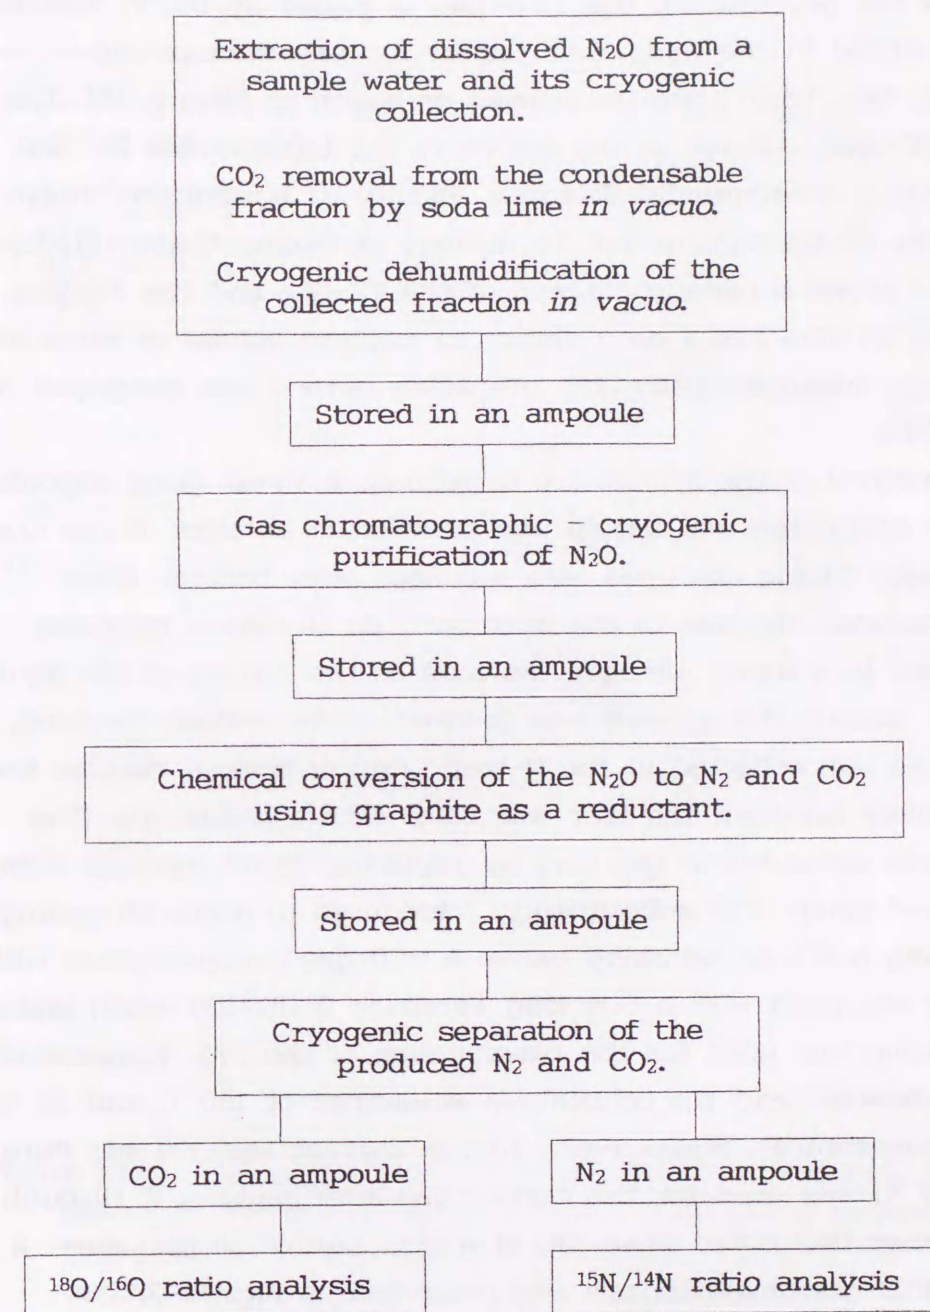 Extraction of dissolved N₂O from a
sample water and its cryogenic
collection.
CO₂ removal from the condensable
fraction by soda lime in vacuo.
Cryogenic dehumidification of the
collected fraction in vacuo.
Stored in an ampoule
Gas chromatographic - cryogenic
purification of N₂O.
Stored in an ampoule
Chemical conversion of the N₂O to N₂ and CO₂
using graphite as a reductant.
Stored in an ampoule
Cryogenic separation of the
produced N₂ and CO₂.
CO₂ in an ampoule
N₂ in an ampoule
¹⁸O/¹⁶O ratio analysis
¹⁵N/¹⁴N ratio analysis